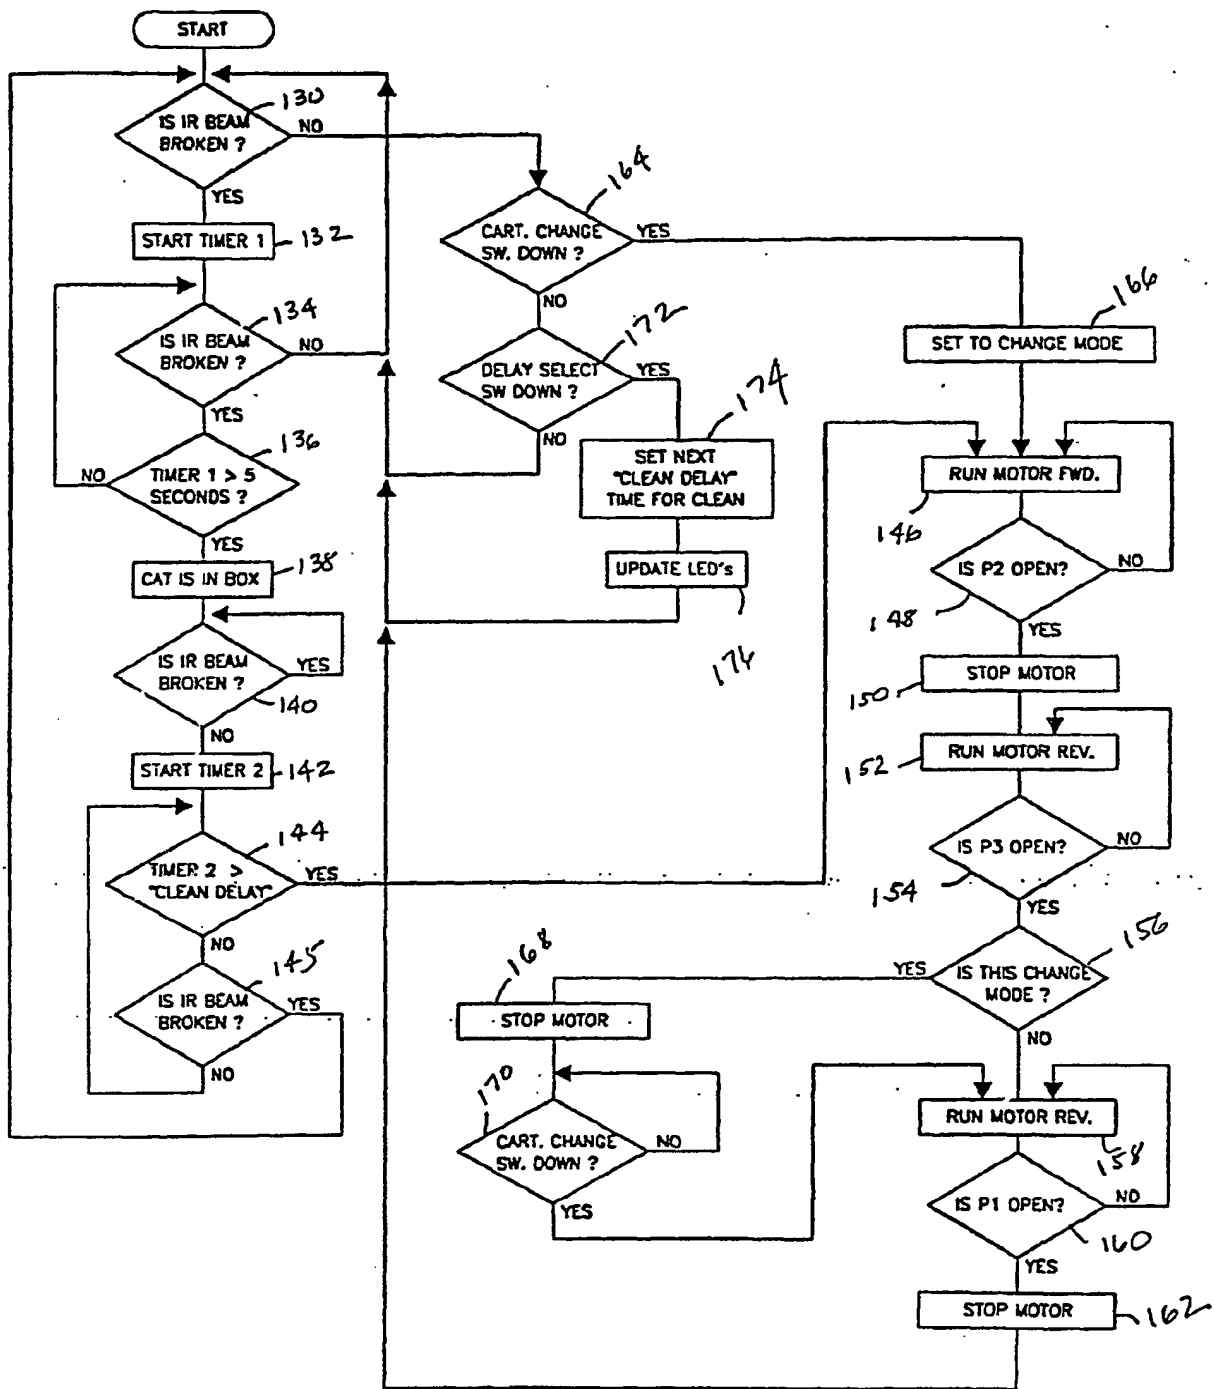 START
IS IR BEAM
BROKEN ?
130
NO
YES
START TIMER 1
132
IS IR BEAM
BROKEN ?
134
NO
YES
TIMER 1 > 5
SECONDS ?
136
NO
YES
CAT IS IN BOX
138
IS IR BEAM
BROKEN ?
YES
140
NO
START TIMER 2
142
TIMER 2 >
"CLEAN DELAY"
144
YES
NO
IS IR BEAM
BROKEN ?
145
YES
NO
CART. CHANGE
SW. DOWN ?
164
YES
NO
DELAY SELECT
SW DOWN ?
172
YES
NO
SET NEXT
"CLEAN DELAY"
TIME FOR CLEAN
174
UPDATE LED's
176
SET TO CHANGE MODE
166
RUN MOTOR FWD.
146
IS P2 OPEN?
NO
148
YES
STOP MOTOR
150
RUN MOTOR REV.
152
IS P3 OPEN?
NO
154
YES
IS THIS CHANGE
MODE ?
156
YES
NO
STOP MOTOR
168
CART. CHANGE
SW. DOWN ?
170
NO
YES
RUN MOTOR REV.
158
IS P1 OPEN?
NO
160
YES
STOP MOTOR
162